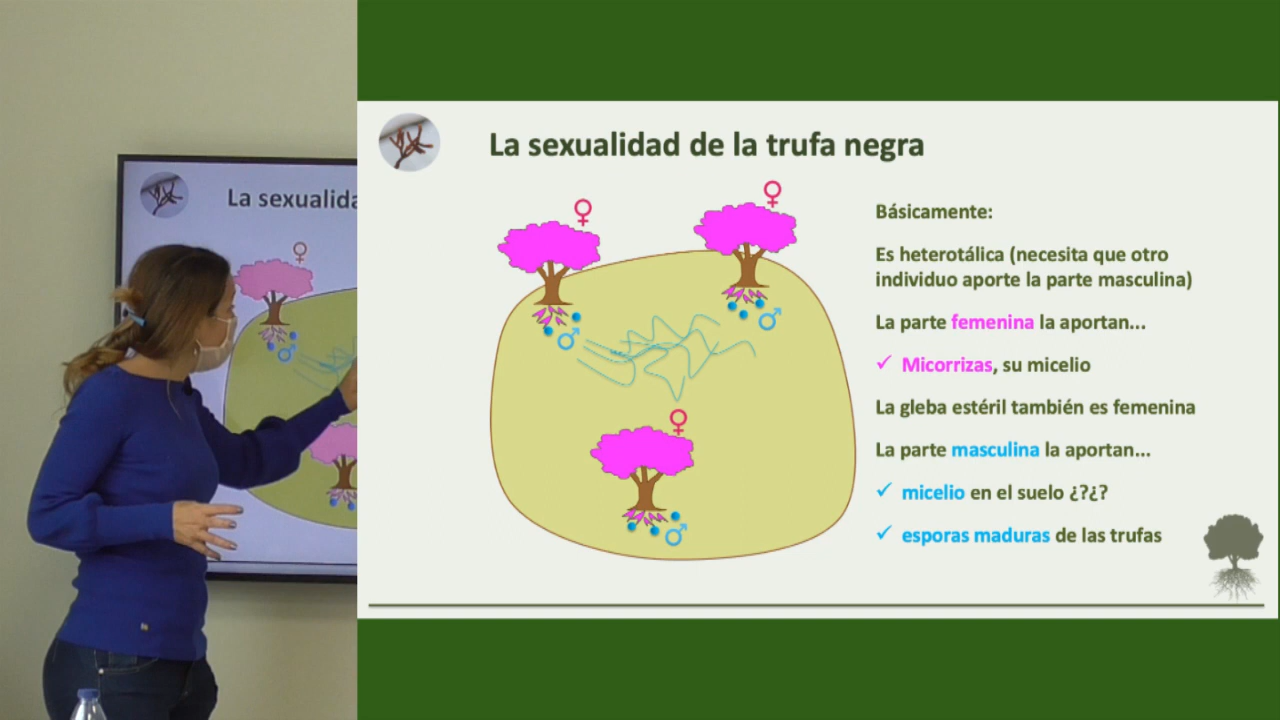 La sexualida
La sexualidad de la trufa negra
Básicamente:
Es heterotálica (necesita que otro
individuo aporte la parte masculina)
La parte femenina la aportan...
✓ Micorrizas, su micelio
La gleba estéril también es femenina
La parte masculina la aportan...
✓ micelio en el suelo ¿?¿?
✓ esporas maduras de las trufas